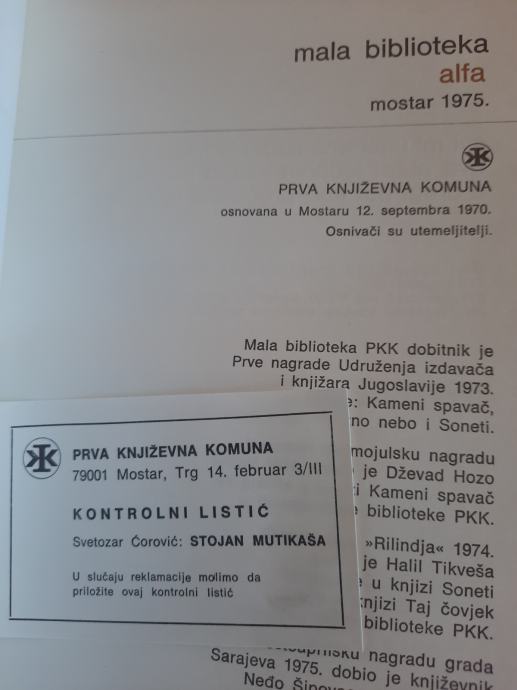 mala biblioteka
alfa
mostar 1975.
PRVA KNJIŽEVNA KOMUNA
osnovana u Mostaru 12. septembra 1970.
Osnivači su utemeljitelji.
Mala biblioteka PKK dobitnik je
Prve nagrade Udruženja izdavača
i knjižara Jugoslavije 1973.
Kameni spavač,
nebo i Soneti.
nagradu
je Dževad Hozo
Kameni spavač
biblioteke PKK.
»Rilindja« 1974.
je Halil Tikveša
u knjizi Soneti
Taj čovjek
biblioteke PKK.
nagradu grada
Sarajeva 1975. dobio je književnik
Neđo
PRVA KNJIŽEVNA KOMUNA
79001 Mostar, Trg 14. februar 3/III
KONTROLNI LISTIĆ
Svetozar Ćorović: STOJAN MUTIKAŠA
U slučaju reklamacije molimo da
priložite ovaj kontrolni listić